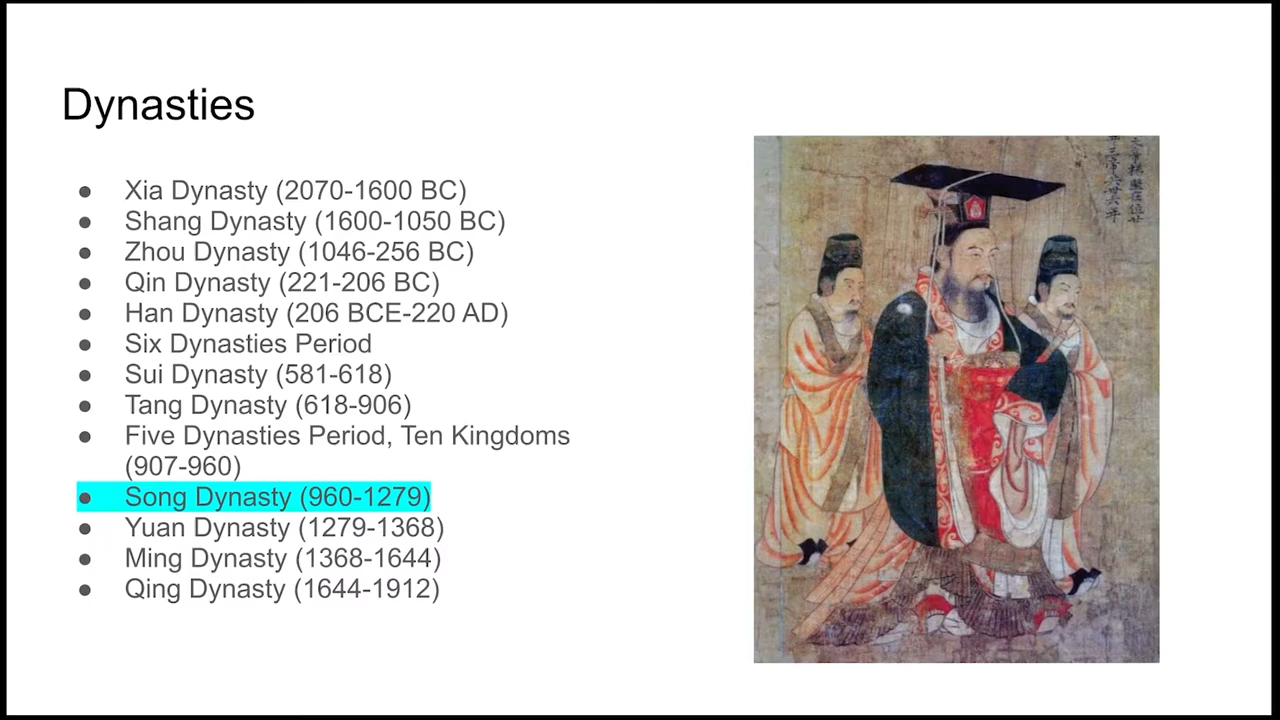 Dynasties
● Xia Dynasty (2070-1600 BC)
● Shang Dynasty (1600-1050 BC)
● Zhou Dynasty (1046-256 BC)
● Qin Dynasty (221-206 BC)
● Han Dynasty (206 BCE-220 AD)
● Six Dynasties Period
● Sui Dynasty (581-618)
● Tang Dynasty (618-906)
● Five Dynasties Period, Ten Kingdoms
(907-960)
● Song Dynasty (960-1279)
● Yuan Dynasty (1279-1368)
● Ming Dynasty (1368-1644)
● Qing Dynasty (1644-1912)